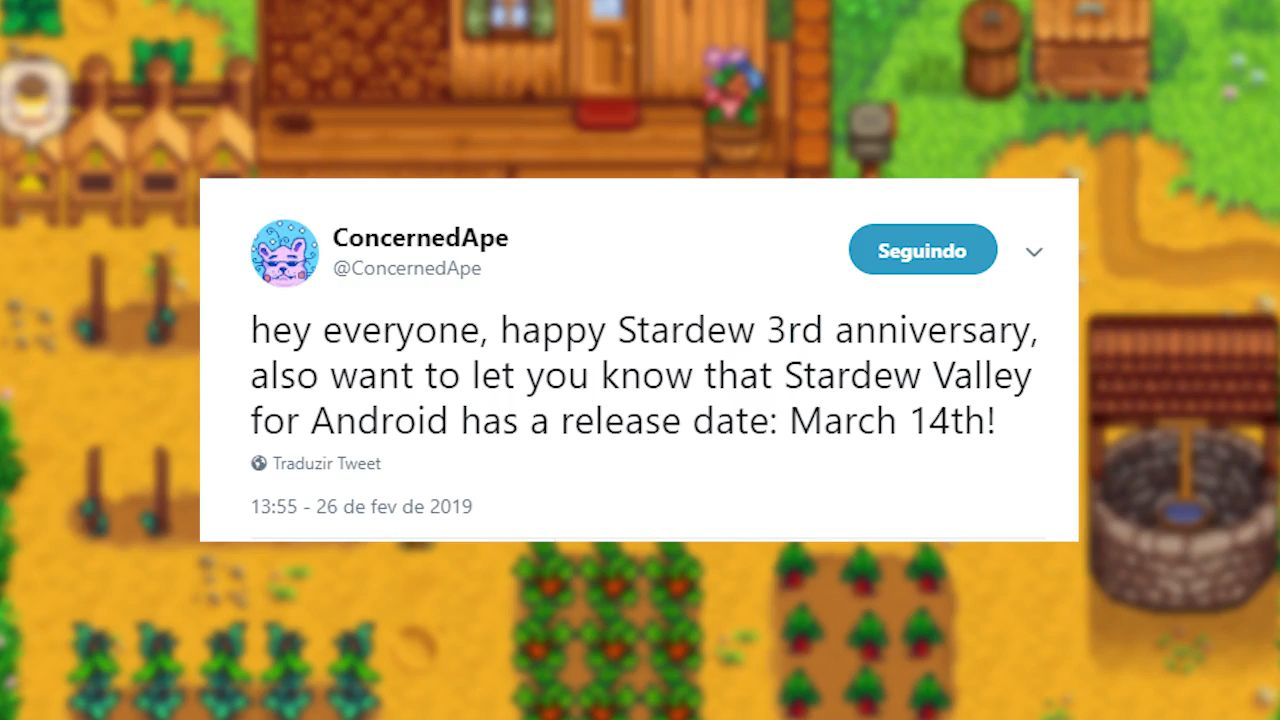 ConcernedApe
@ConcernedApe
Seguindo
hey everyone, happy Stardew 3rd anniversary,
also want to let you know that Stardew Valley
for Android has a release date: March 14th!
Traduzir Tweet
13:55 - 26 de fev de 2019